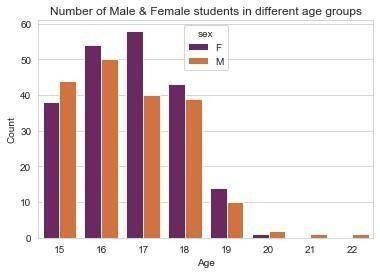 Number of Male & Female students in different age groups
sex
F
M
60
50
40
30
20
10
0
Count
15 16 17 18 19 20 21 22
Age